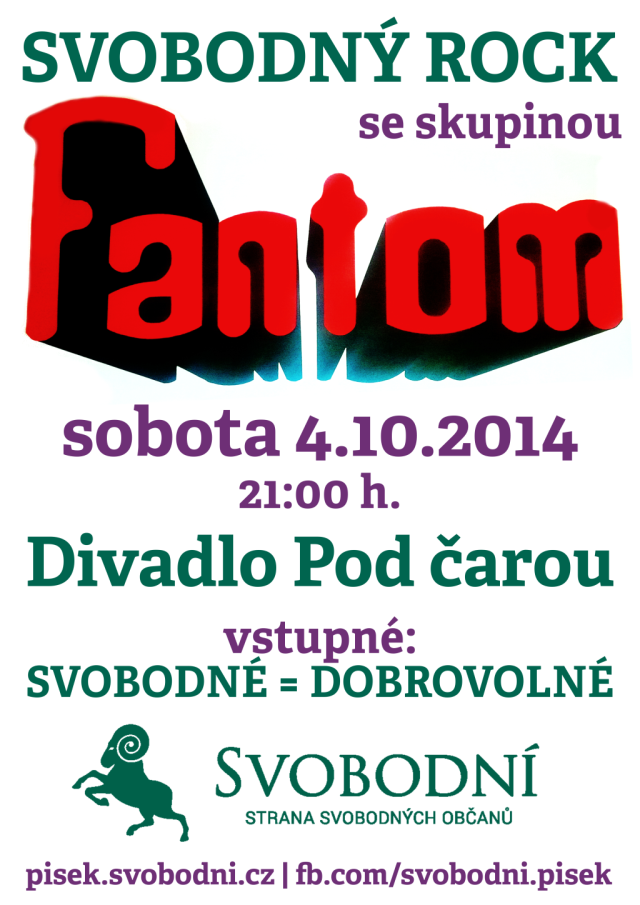 SVOBODNÝ ROCK
se skupinou
Fantom
sobota 4.10.2014
21:00 h.
Divadlo Pod čarou
vstupné:
SVOBODNÉ = DOBROVOLNÉ
SVOBODNÍ
STRANA SVOBODNÝCH OBČANŮ
pisek.svobodni.cz | fb.com/svobodni.pisek